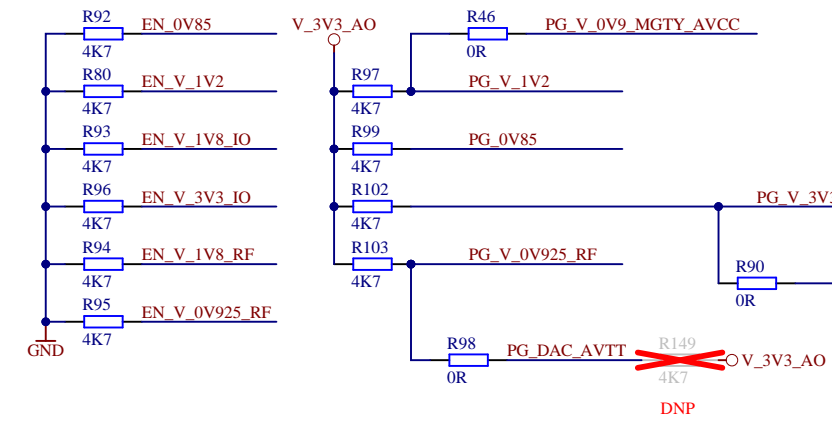 R92
EN_0V85
4K7
R80
EN_V_1V2
4K7
R93
EN_V_1V8_IO
4K7
R96
EN_V_3V3_IO
4K7
R94
EN_V_1V8_RF
4K7
R95
EN_V_0V925_RF
4K7
GND
V_3V3_AO
R46
PG_V_0V9_MGTY_AVCC
0R
R97
PG_V_1V2
4K7
R99
PG_0V85
4K7
R102
PG_V_3V3
4K7
R103
PG_V_0V925_RF
4K7
R90
0R
R98
PG_DAC_AVTT
0R
R149
4K7
V_3V3_AO
DNP